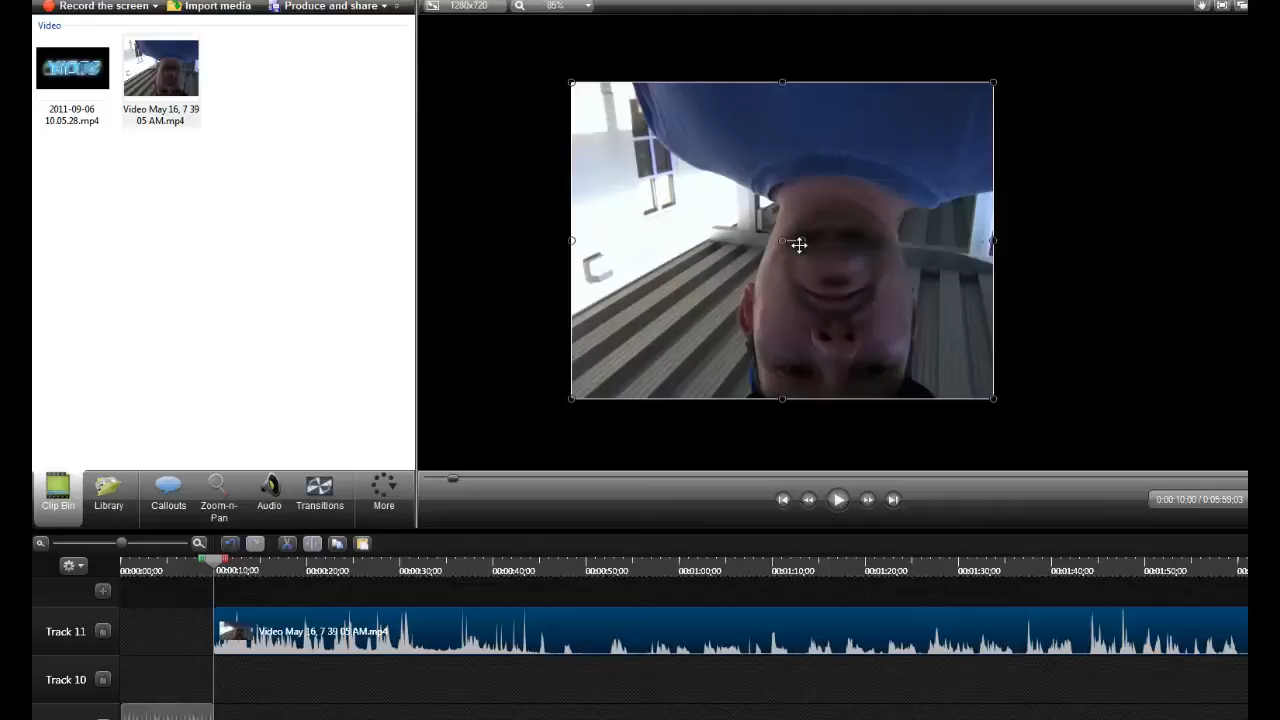 Record the screen
Import media
Produce and share
1280x720
85%
Video
2011-09-06
10.05.28.mp4
Video May 16, 7 39
05 AM.mp4
Clip Bin
Library
Callouts
Zoom-n-
Pan
Audio
Transitions
More
0:00:10;00 / 0:05:59;03
00:00:00;00
00:00:10;00
00:00:20;00
00:00:30;00
00:00:40;00
00:00:50;00
00:01:00;00
00:01:10;00
00:01:20;00
00:01:30;00
00:01:40;00
00:01:50;00
Track 11
Video May 16, 7 39 05 AM.mp4
Track 10